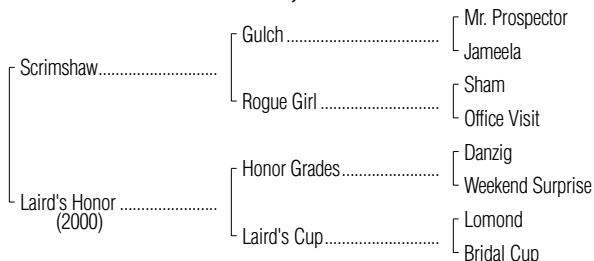 Mr. Prospector
Gulch
Jameela
Scrimshaw
Sham
Rogue Girl
Office Visit
Danzig
Honor Grades
Weekend Surprise
Laird's Honor
(2000)
Lomond
Laird's Cup
Bridal Cup